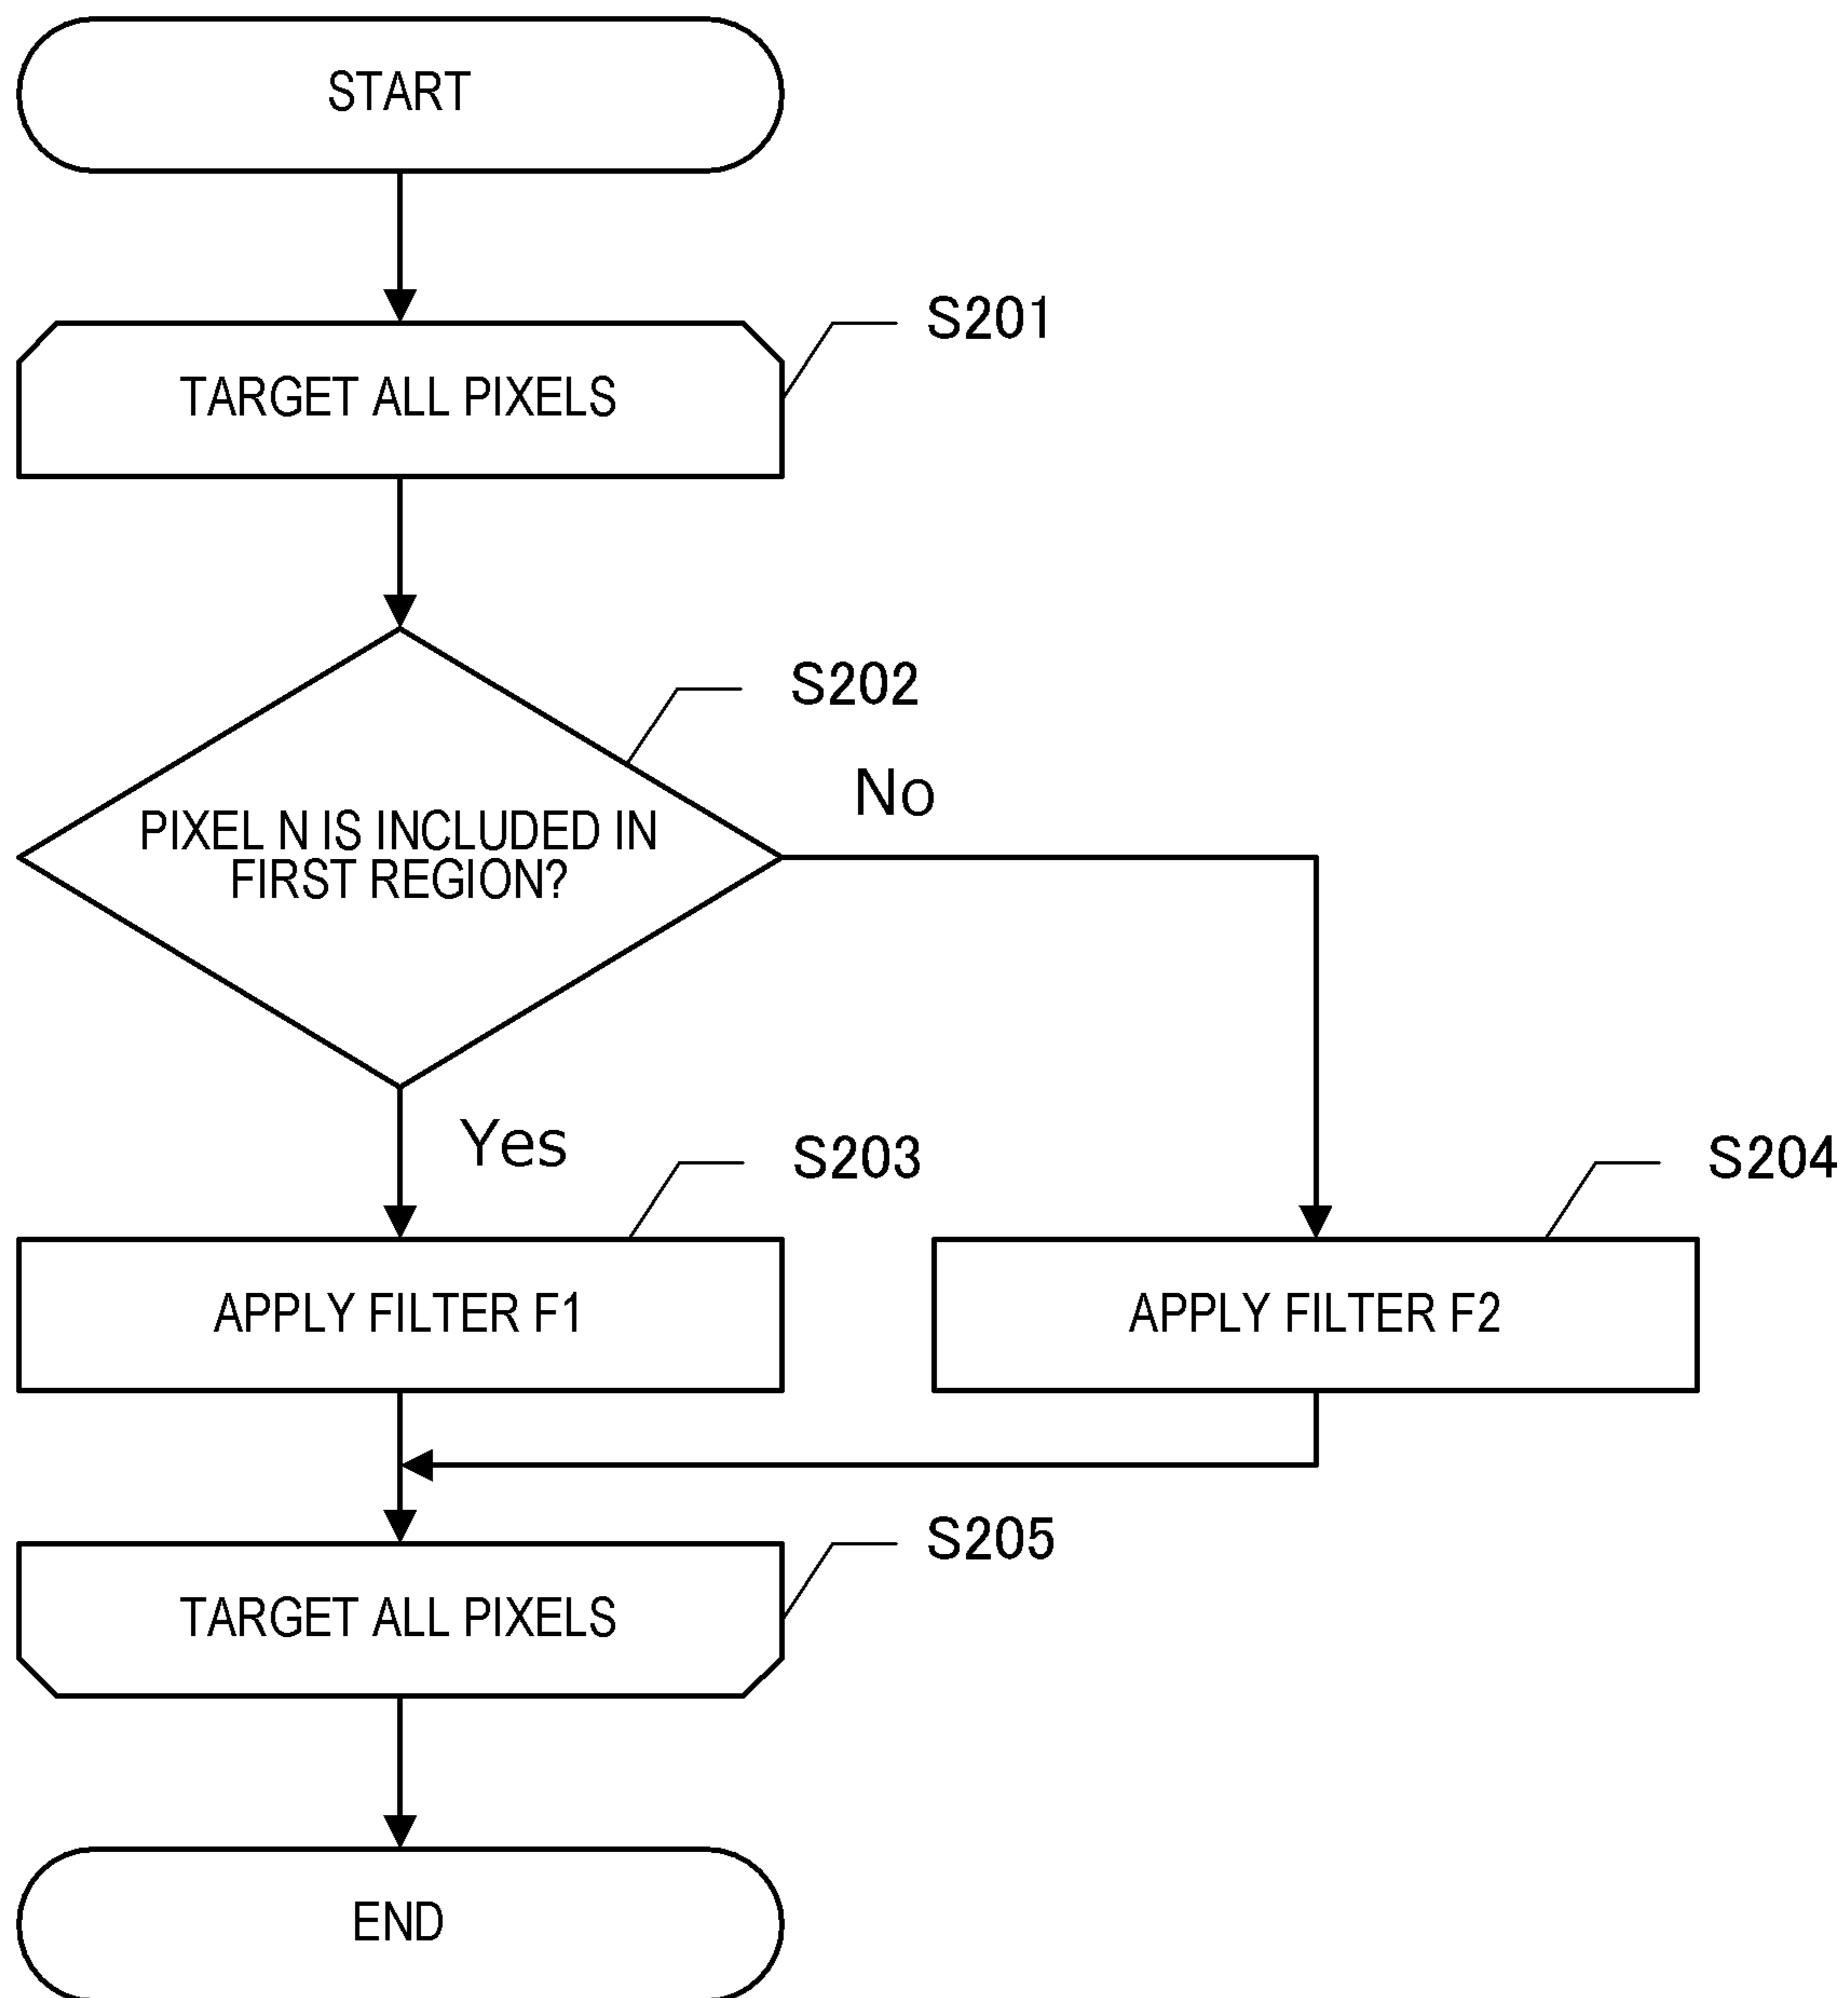 START
S201
TARGET ALL PIXELS
S202
No
PIXEL N IS INCLUDED IN
FIRST REGION?
Yes
S203
S204
APPLY FILTER F1
APPLY FILTER F2
S205
TARGET ALL PIXELS
END